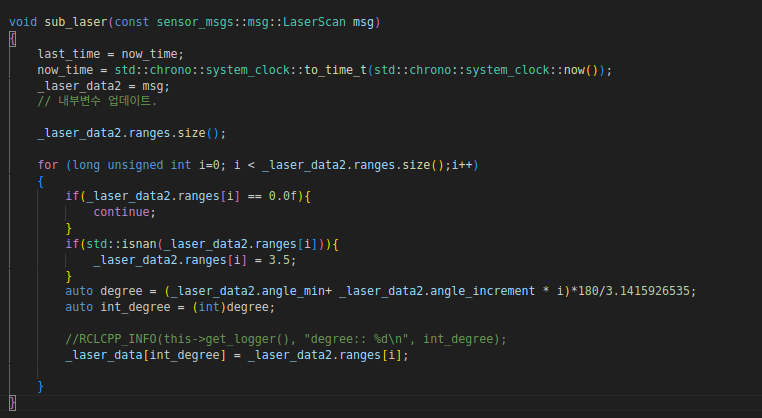 void sub_laser(const sensor_msgs::msg::LaserScan msg)
{
    last_time = now_time;
    now_time = std::chrono::system_clock::to_time_t(std::chrono::system_clock::now());
    _laser_data2 = msg;
    // 내부변수 업데이트.

    _laser_data2.ranges.size();

    for (long unsigned int i=0; i < _laser_data2.ranges.size();i++)
    {
        if(_laser_data2.ranges[i] == 0.0f){
            continue;
        }
        if(std::isnan(_laser_data2.ranges[i])){
            _laser_data2.ranges[i] = 3.5;
        }
        auto degree = (_laser_data2.angle_min+ _laser_data2.angle_increment * i)*180/3.1415926535;
        auto int_degree = (int)degree;

        //RCLCPP_INFO(this->get_logger(), "degree:: %d\n", int_degree);
        _laser_data[int_degree] = _laser_data2.ranges[i];

    }
}